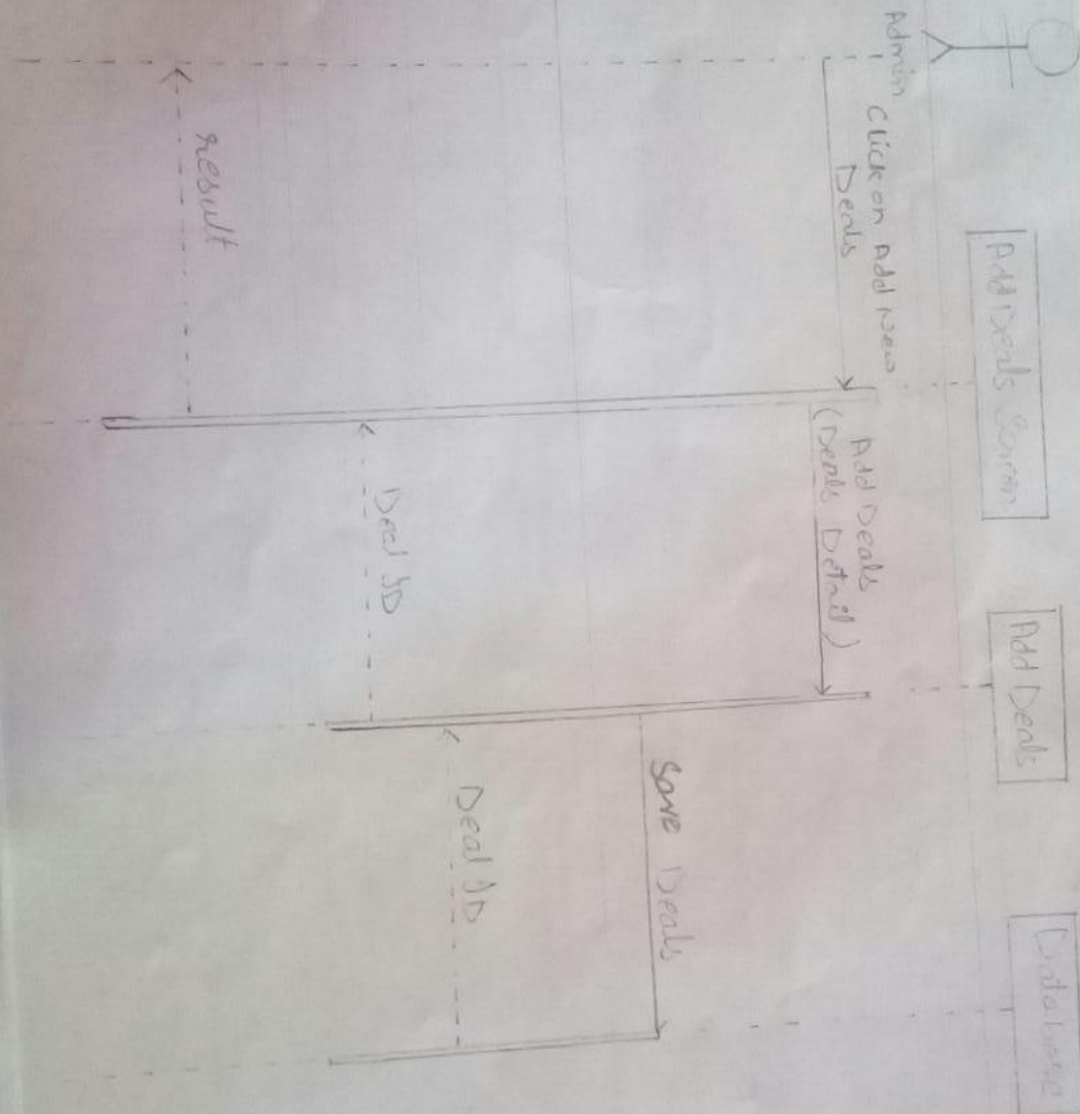 Admin
Add Deals Screen
Add Deals
Database
Click on Add New
Deals
Add Deals
(Deals Detail)
Save Deals
Deal ID
Deal ID
result